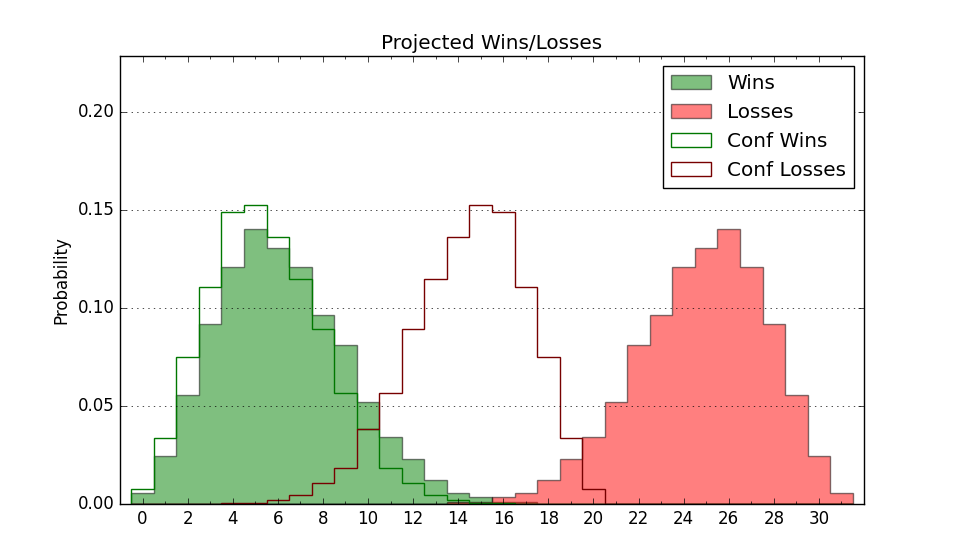 Projected Wins/Losses
Wins
Losses
Conf Wins
Conf Losses
Probability
0.20
0.15
0.10
0.05
0.00
0 2 4 6 8 10 12 14 16 18 20 22 24 26 28 30